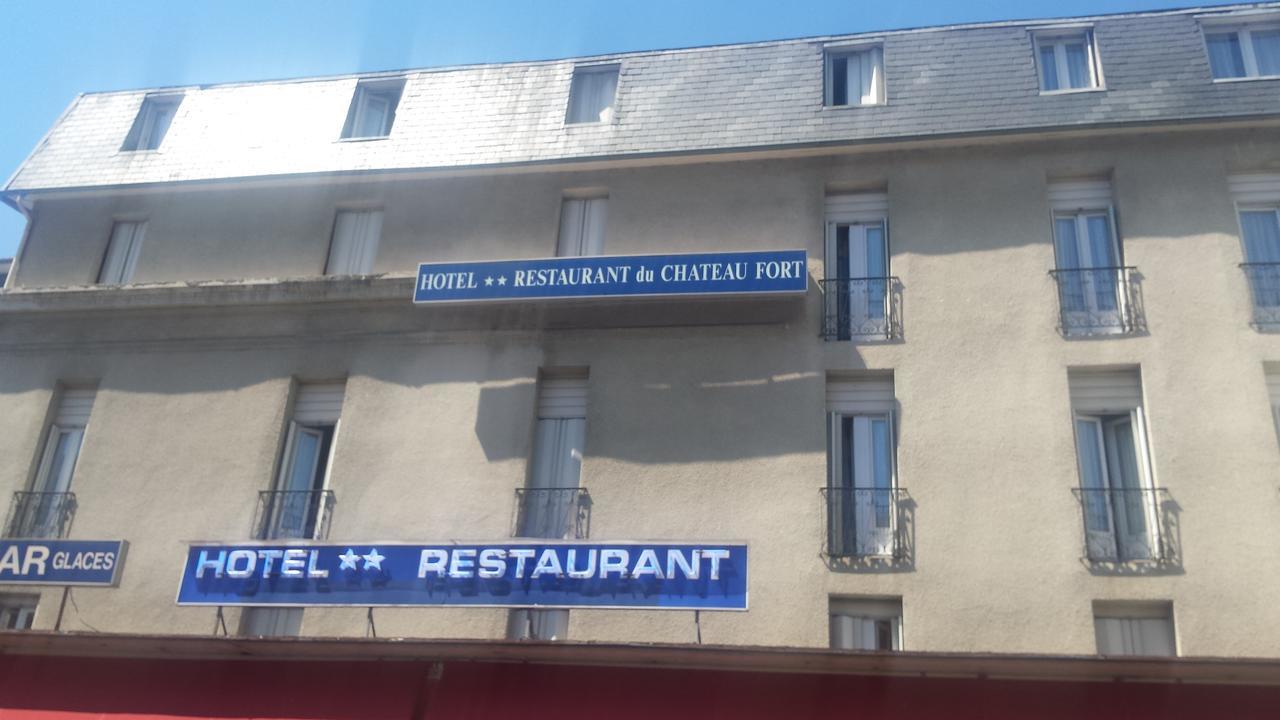 HOTEL ★★ RESTAURANT du CHATEAU FORT
AR GLACES
HOTEL ★★ RESTAURANT